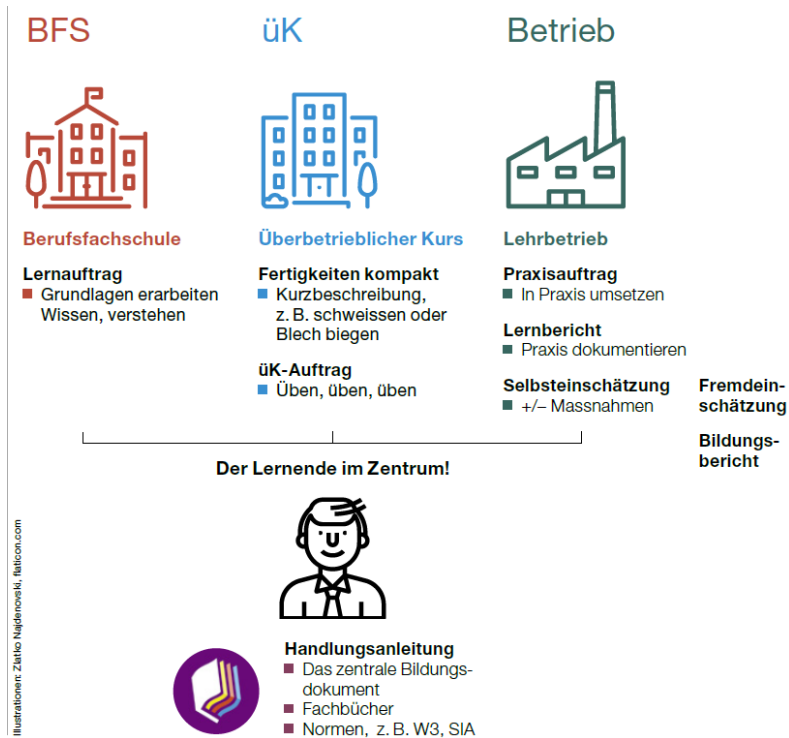 BFS
Berufsfachschule
Lernauftrag
Grundlagen erarbeiten
Wissen, verstehen
üK
Überbetrieblicher Kurs
Fertigkeiten kompakt
Kurzbeschreibung,
z. B. schweissen oder
Blech biegen
üK-Auftrag
Üben, üben, üben
Betrieb
Lehrbetrieb
Praxisauftrag
In Praxis umsetzen
Lernbericht
Praxis dokumentieren
Selbsteinschätzung
+/– Massnahmen
Fremdein-
schätzung
Bildungs-
bericht
Der Lernende im Zentrum!
Handlungsanleitung
Das zentrale Bildungs-
dokument
Fachbücher
Normen, z. B. W3, SIA
Illustrationen: Zlatko Najdenovski, flaticon.com